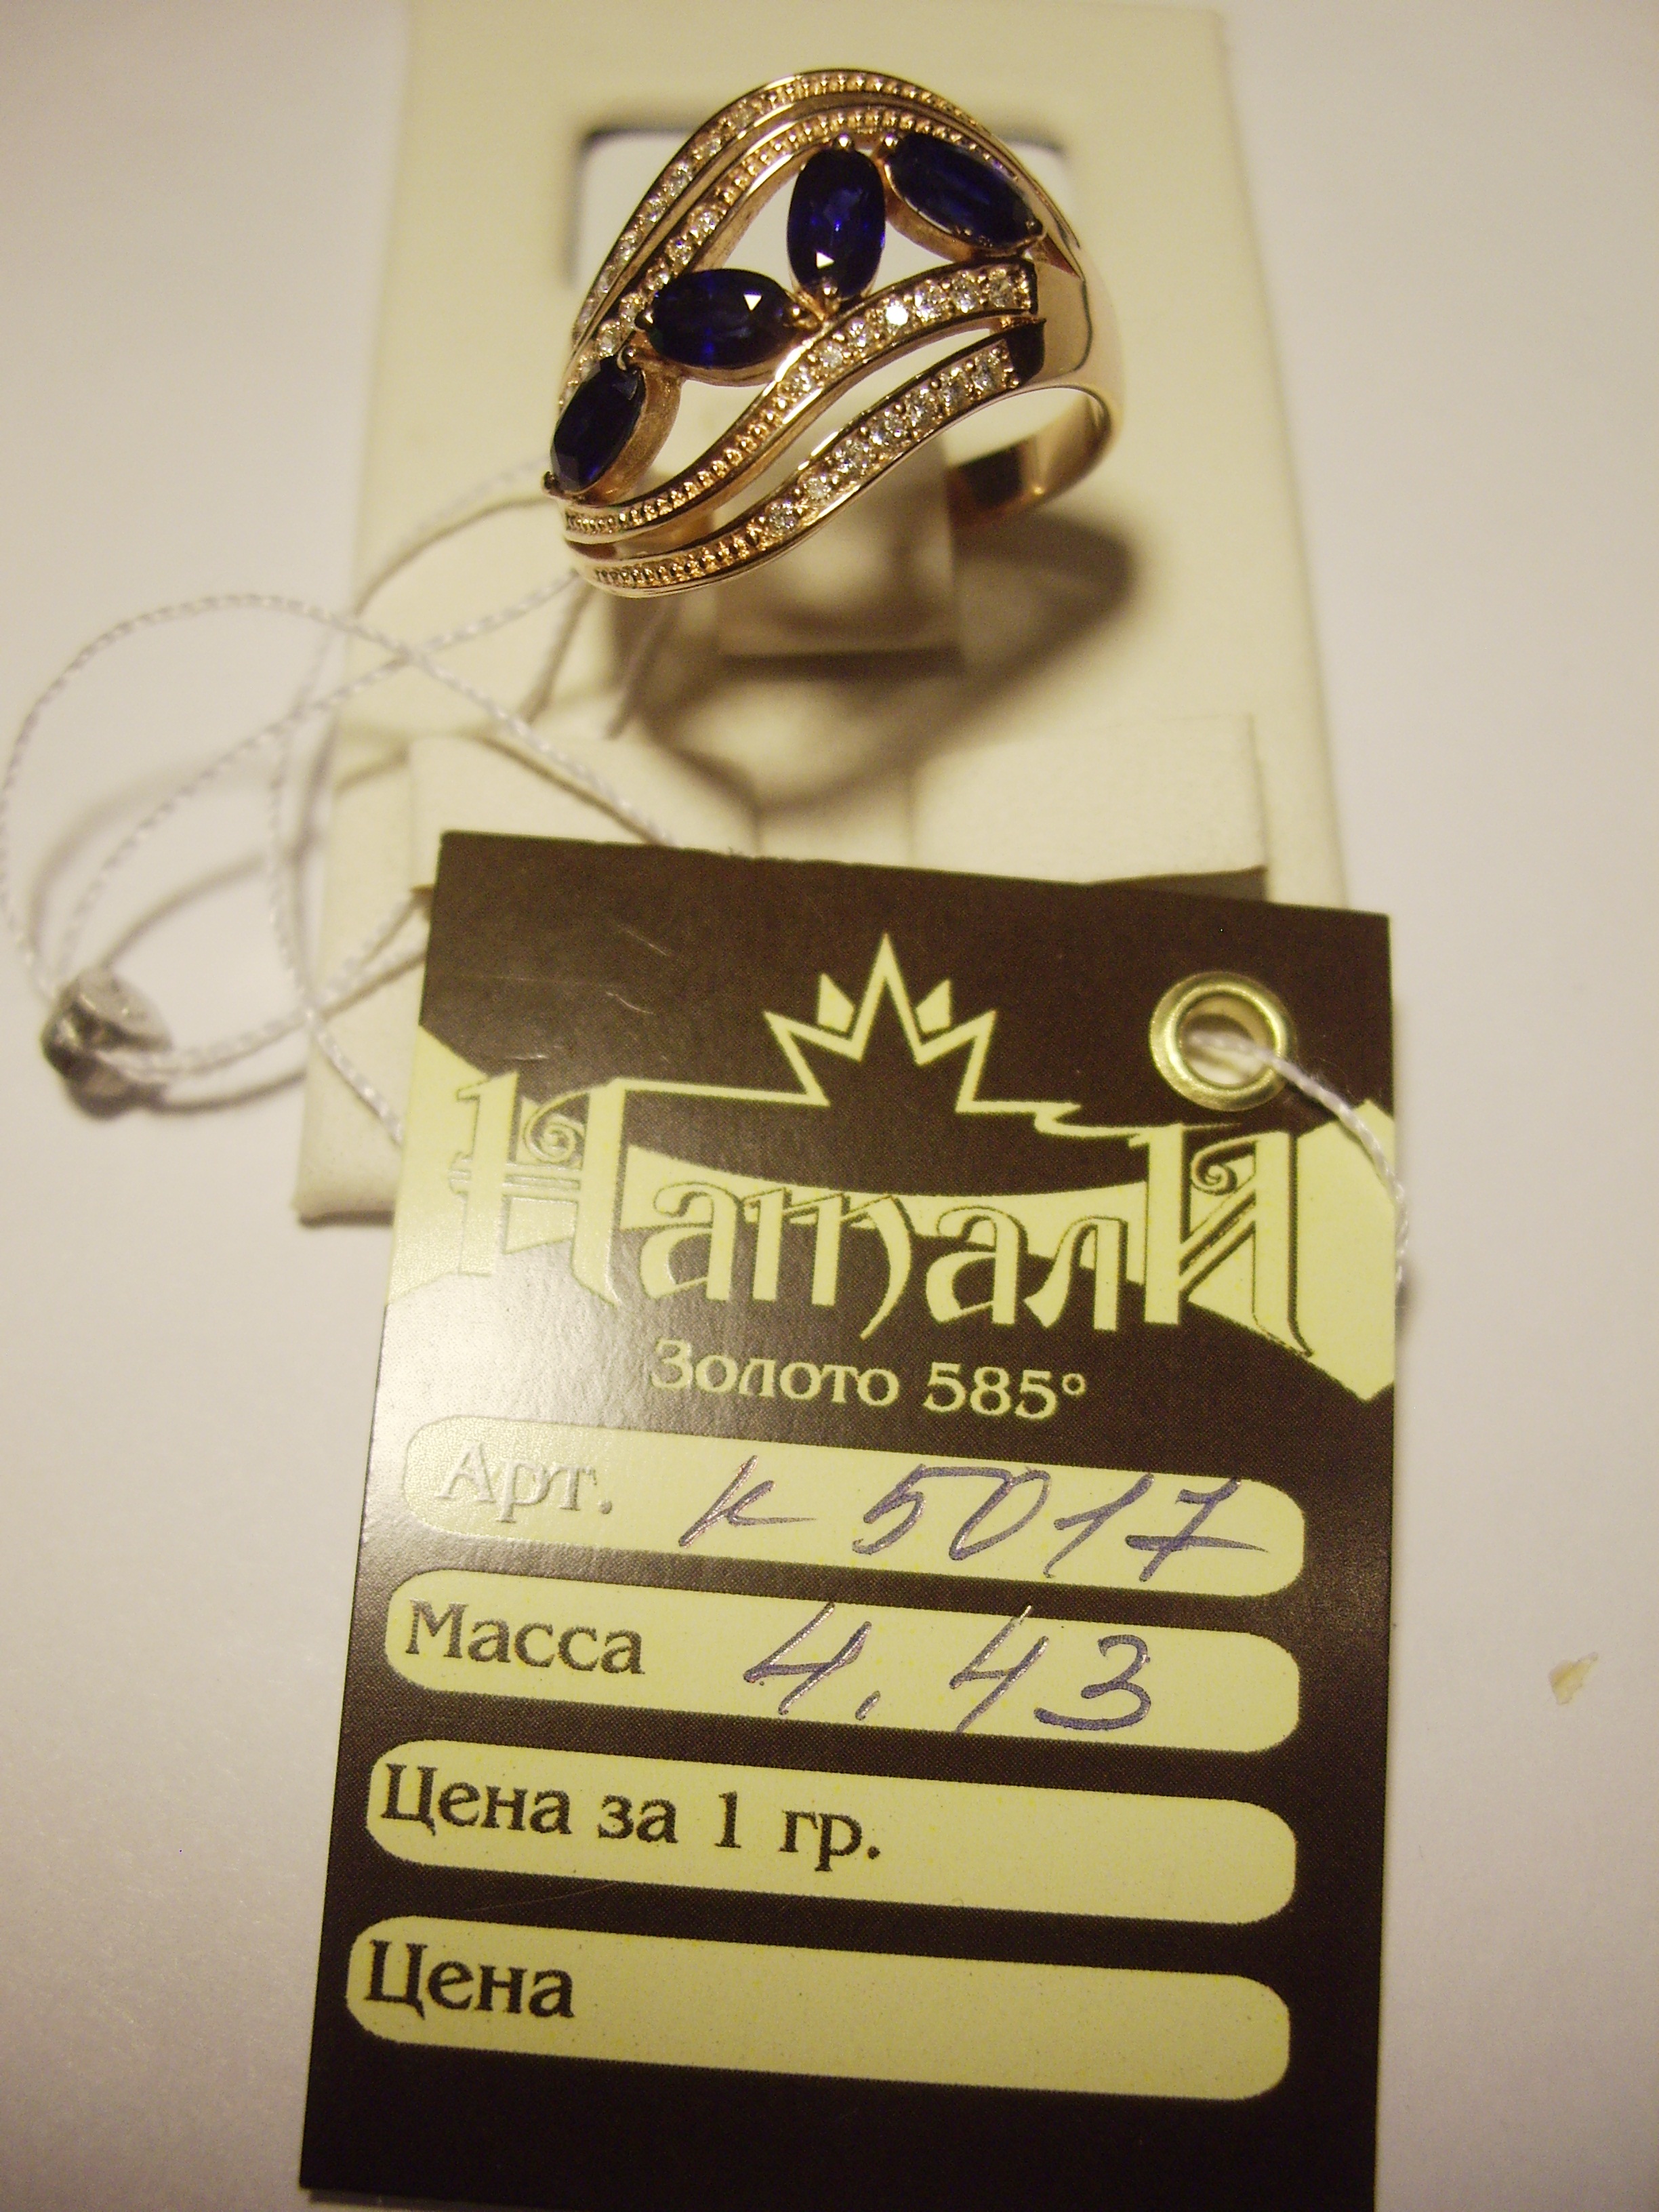 Натали
Золото 585°
Арт. к 5017
Масса 4.43
Цена за 1 гр.
Цена